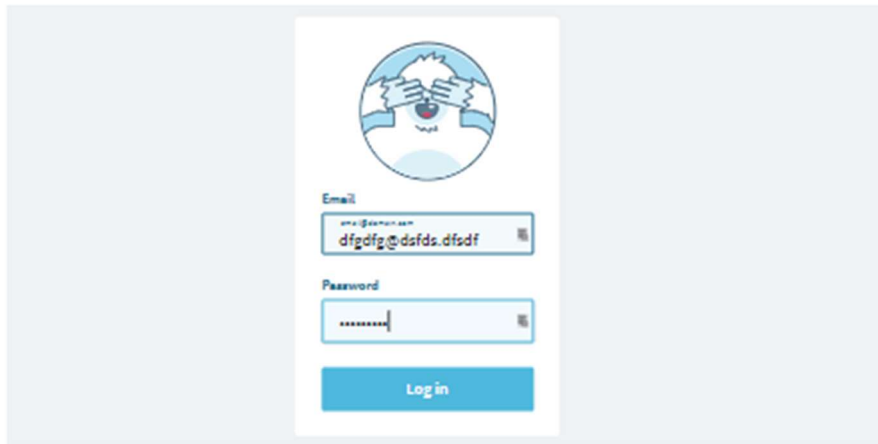 Email
email@domain.com
dfgdfg@dsfds.dfsdf
Password
•••••••••
Log in